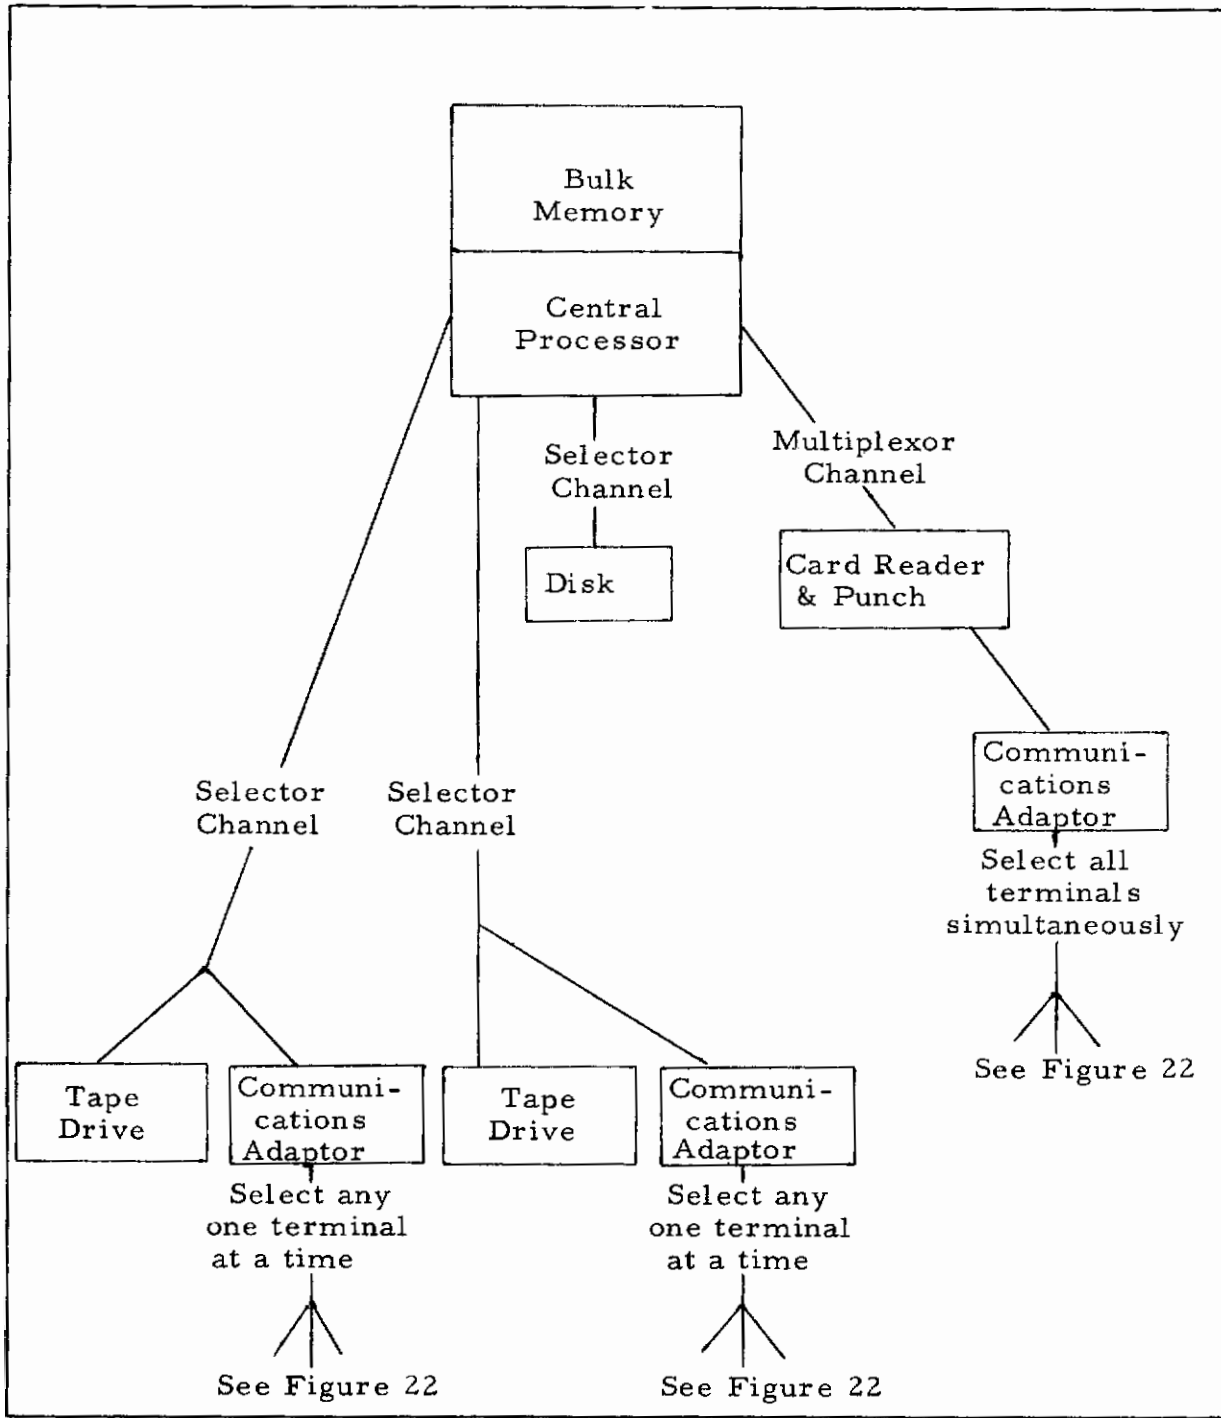 Bulk
Memory
Central
Processor
Selector
Channel
Multiplexor
Channel
Disk
Card Reader
& Punch
Selector
Channel
Selector
Channel
Communi-
cations
Adaptor
Select all
terminals
simultaneously
See Figure 22
Tape
Drive
Communi-
cations
Adaptor
Select any
one terminal
at a time
See Figure 22
Tape
Drive
Communi-
cations
Adaptor
Select any
one terminal
at a time
See Figure 22